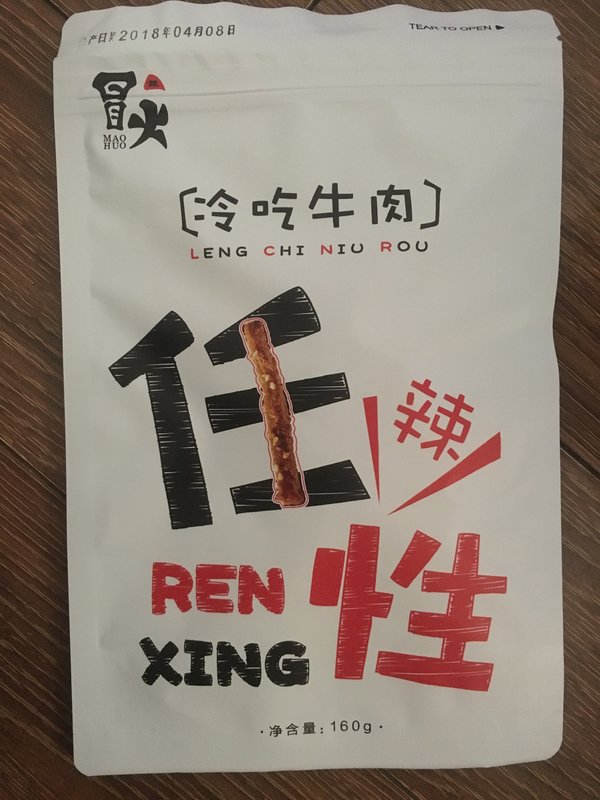 生产日期 2018年04月08日
TEAR TO OPEN ▶
冒火
MAO
HUO
[冷吃牛肉]
LENG CHI NIU ROU
任
辣
性
REN
XING
·净含量: 160g·